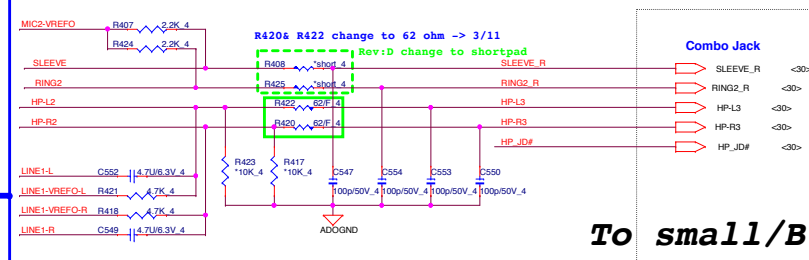 MIC2-VREFO R407 2.2K_4
R424 2.2K_4
R420& R422 change to 62 ohm -> 3/11
Rev:D change to shortpad
Combo Jack
SLEEVE R408 *short_4 SLEEVE_R SLEEVE_R <30>
RING2 R425 *short_4 RING2_R RING2_R <30>
HP-L2 R422 62/F_4 HP-L3 HP-L3 <30>
HP-R2 R420 62/F_4 HP-R3 HP-R3 <30>
HP_JD# HP_JD# <30>
R423 R417
*10K_4 *10K_4
LINE1-L C552 4.7U/6.3V_4 C547 C554 C553 C550
LINE1-VREFO-L R421 4.7K_4 100p/50V_4 100p/50V_4 100p/50V_4 100p/50V_4
LINE1-VREFO-R R418 4.7K_4
LINE1-R C549 4.7U/6.3V_4
ADOGND
To small/B